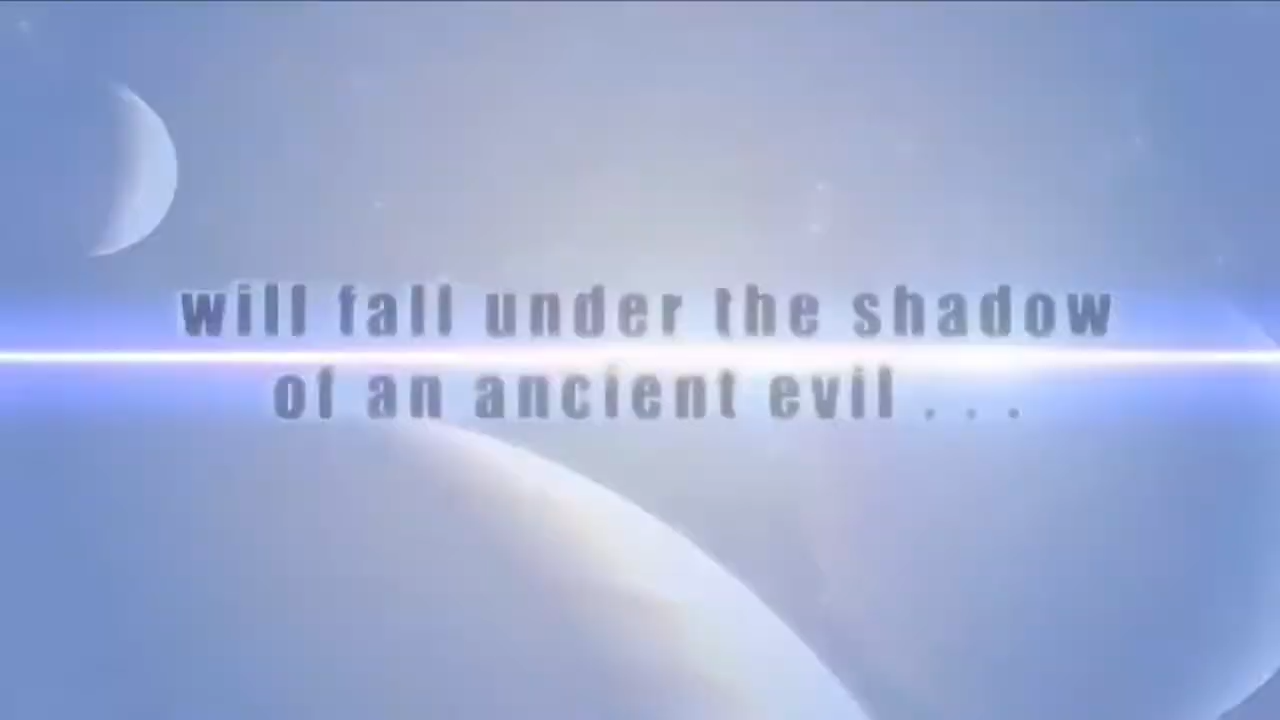 will fall under the shadow
of an ancient evil . . .